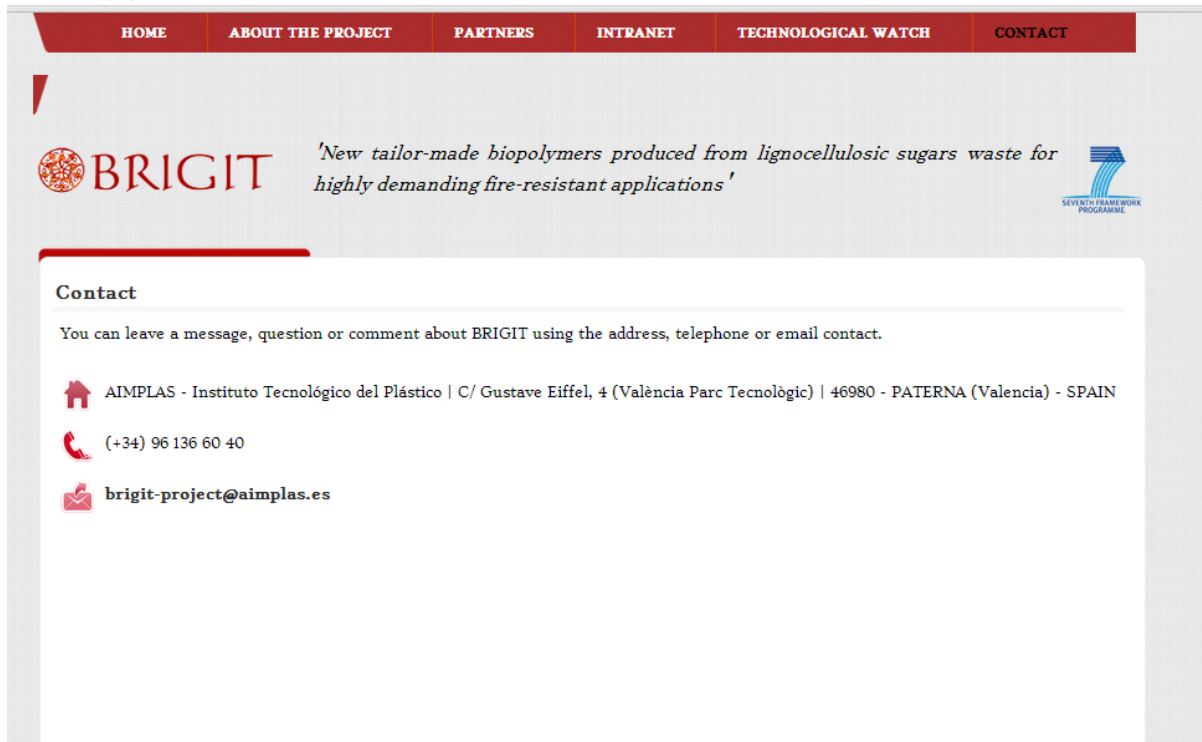 HOME ABOUT THE PROJECT PARTNERS INTRANET TECHNOLOGICAL WATCH CONTACT
BRIGIT
'New tailor-made biopolymers produced from lignocellulosic sugars waste for
highly demanding fire-resistant applications'
SEVENTH FRAMEWORK
PROGRAMME
Contact
You can leave a message, question or comment about BRIGIT using the address, telephone or email contact.
AIMPLAS - Instituto Tecnológico del Plástico | C/ Gustave Eiffel, 4 (València Parc Tecnològic) | 46980 - PATERNA (Valencia) - SPAIN
(+34) 96 136 60 40
brigit-project@aimplas.es